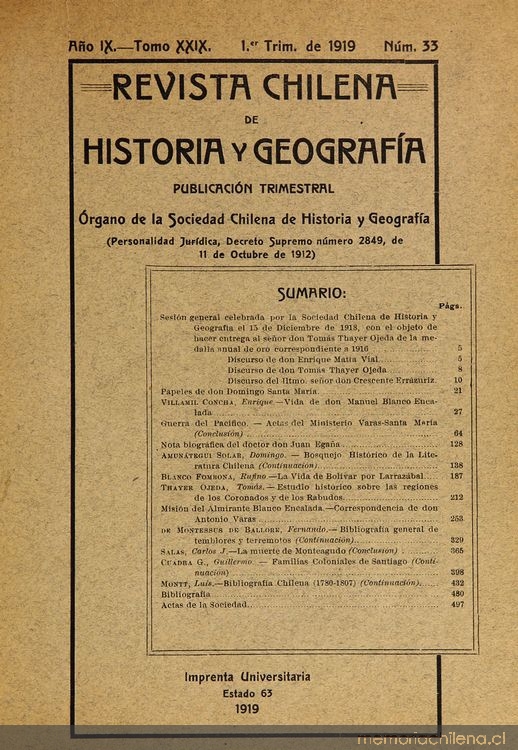 Año IX.—Tomo XXIX. 1.er Trim. de 1919 Núm. 33
REVISTA CHILENA
DE
HISTORIA Y GEOGRAFÍA
PUBLICACIÓN TRIMESTRAL
Órgano de la Sociedad Chilena de Historia y Geografía
(Personalidad Jurídica, Decreto Supremo número 2849, de
11 de Octubre de 1912)
SUMARIO:
Págs.
Sesión general celebrada por la Sociedad Chilena de Historia y
Geografía el 15 de Diciembre de 1918, con el objeto de
hacer entrega al señor don Tomás Thayer Ojeda de la me-
dalla anual de oro correspondiente a 1916 5
Discurso de don Enrique Matta Vial 5
Discurso de don Tomás Thayer Ojeda 8
Discurso del Iltmo. señor don Crescente Errázuriz. 10
Papeles de don Domingo Santa María 21
VILLAMIL CONCHA, Enrique.—Vida de don Manuel Blanco Enca-
lada 27
Guerra del Pacífico. — Actas del Ministerio Varas-Santa María
(Conclusión) 64
Nota biográfica del doctor don Juan Egaña 128
AMUNÁTEGUI SOLAR, Domingo. — Bosquejo Histórico de la Lite-
ratura Chilena (Continuación) 138
BLANCO FOMBONA, Rufino —La Vida de Bolívar por Larrazábal 187
THAYER OJEDA, Tomás.—Estudio histórico sobre las regiones
de los Coronados y de los Rabudos 212
Misión del Almirante Blanco Encalada.—Correspondencia de don
Antonio Varas 253
DE MONTESSUS DE BALLORE, Fernando.—Bibliografía general de
temblores y terremotos (Continuación) 329
SALAS, Carlos J.—La muerte de Monteagudo (Conclusión) 365
CUADRA G., Guillermo. — Familias Coloniales de Santiago (Conti-
nuación) 398
MONTT, Luis.—Bibliografía Chilena (1780-1807) (Continuación) 432
Bibliografía 480
Actas de la Sociedad 497
Imprenta Universitaria
Estado 63
1919
memoriachilena.cl